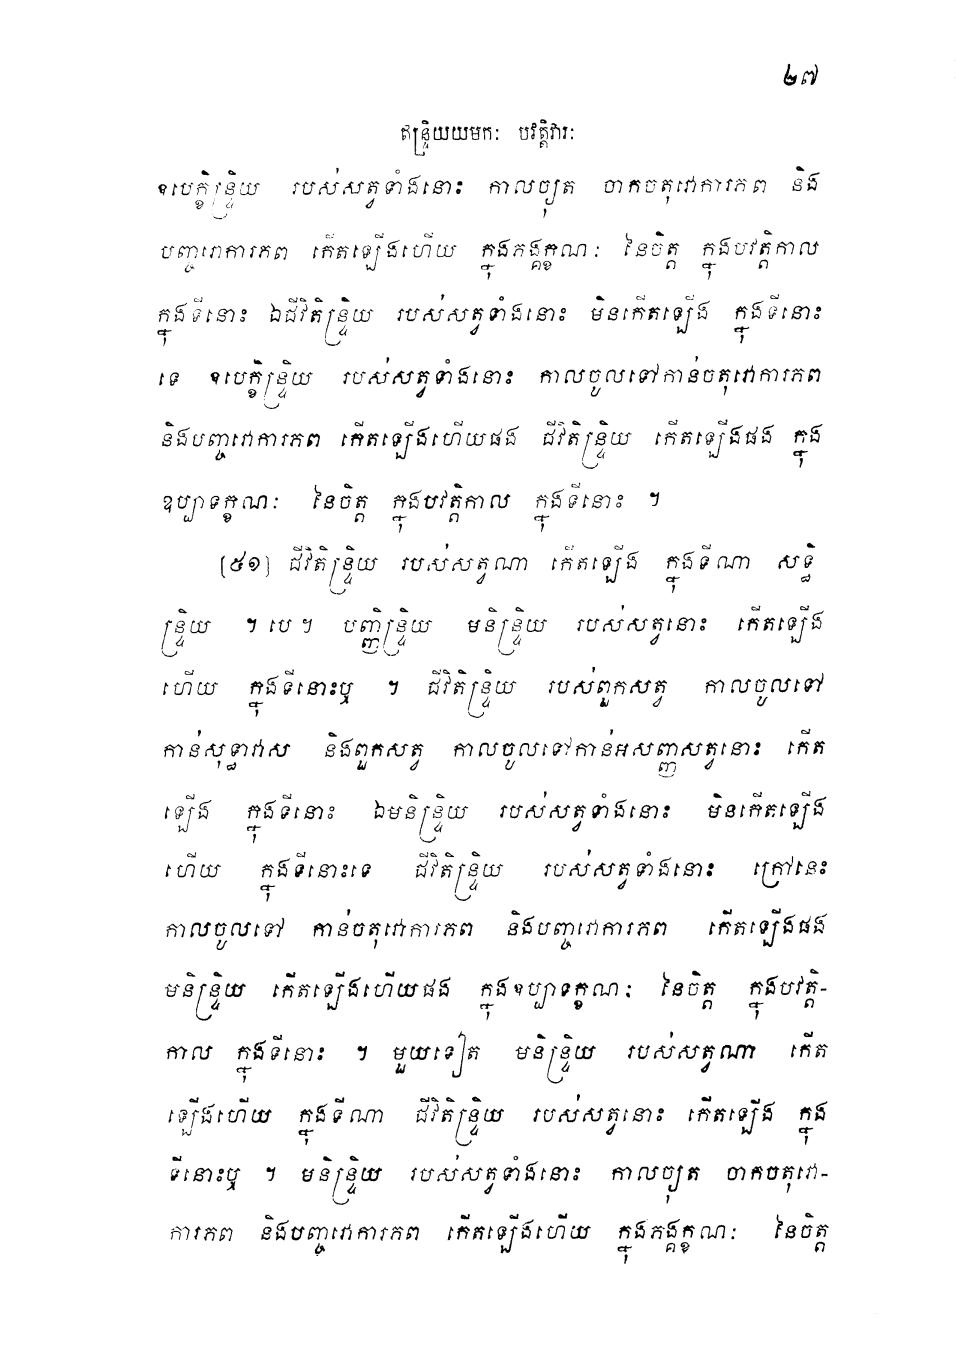 ២៧
ឥន្ទ្រិយយមកៈ បវត្តិវារៈ
ឧបេក្ខិន្ទ្រិយ របស់សត្វទាំងនោះ កាលច្យុត ចាកចតុវោការភព និង
បញ្ចវោការភព កើតឡើងហើយ ក្នុងភង្គក្ខណៈ នៃចិត្ត ក្នុងបវត្តិកាល
ក្នុងទីនោះ ឯជីវិតិន្ទ្រិយ របស់សត្វទាំងនោះ មិនកើតឡើង ក្នុងទីនោះ
ទេ ឧបេក្ខិន្ទ្រិយ របស់សត្វទាំងនោះ កាលចូលទៅកាន់ចតុវោការភព
និងបញ្ចវោការភព កើតឡើងហើយផង ជីវិតិន្ទ្រិយ កើតឡើងផង ក្នុង
ឧប្បាទក្ខណៈ នៃចិត្ត ក្នុងបវត្តិកាល ក្នុងទីនោះ ។
(៥១) ជីវិតិន្ទ្រិយ របស់សត្វណា កើតឡើង ក្នុងទីណា សទ្ធិ
ន្ទ្រិយ ។ បេ ។ បញ្ញិន្ទ្រិយ មនិន្ទ្រិយ របស់សត្វនោះ កើតឡើង
ហើយ ក្នុងទីនោះឬ ។ ជីវិតិន្ទ្រិយ របស់ពួកសត្វ កាលចូលទៅ
កាន់សុទ្ធាវាស និងពួកសត្វ កាលចូលទៅកាន់អសញ្ញសត្វនោះ កើត
ឡើង ក្នុងទីនោះ ឯមនិន្ទ្រិយ របស់សត្វទាំងនោះ មិនកើតឡើង
ហើយ ក្នុងទីនោះទេ ជីវិតិន្ទ្រិយ របស់សត្វទាំងនោះ ក្រៅនេះ
កាលចូលទៅ កាន់ចតុវោការភព និងបញ្ចវោការភព កើតឡើងផង
មនិន្ទ្រិយ កើតឡើងហើយផង ក្នុងឧប្បាទក្ខណៈ នៃចិត្ត ក្នុងបវត្តិ-
កាល ក្នុងទីនោះ ។ មួយទៀត មនិន្ទ្រិយ របស់សត្វណា កើត
ឡើងហើយ ក្នុងទីណា ជីវិតិន្ទ្រិយ របស់សត្វនោះ កើតឡើង ក្នុង
ទីនោះឬ ។ មនិន្ទ្រិយ របស់សត្វទាំងនោះ កាលច្យុត ចាកចតុវោ-
ការភព និងបញ្ចវោការភព កើតឡើងហើយ ក្នុងភង្គក្ខណៈ នៃចិត្ត